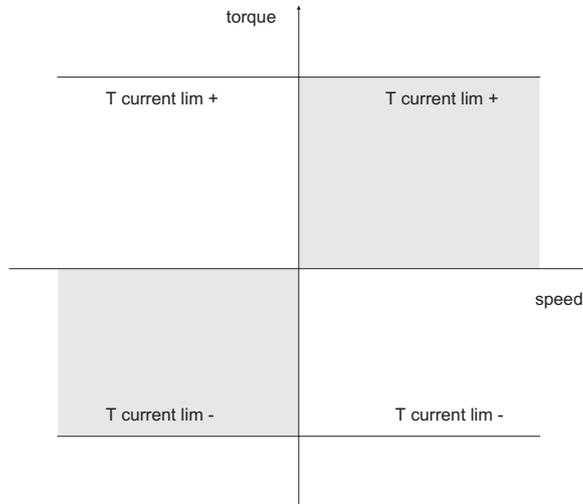 torque
T current lim +
T current lim +
speed
T current lim -
T current lim -